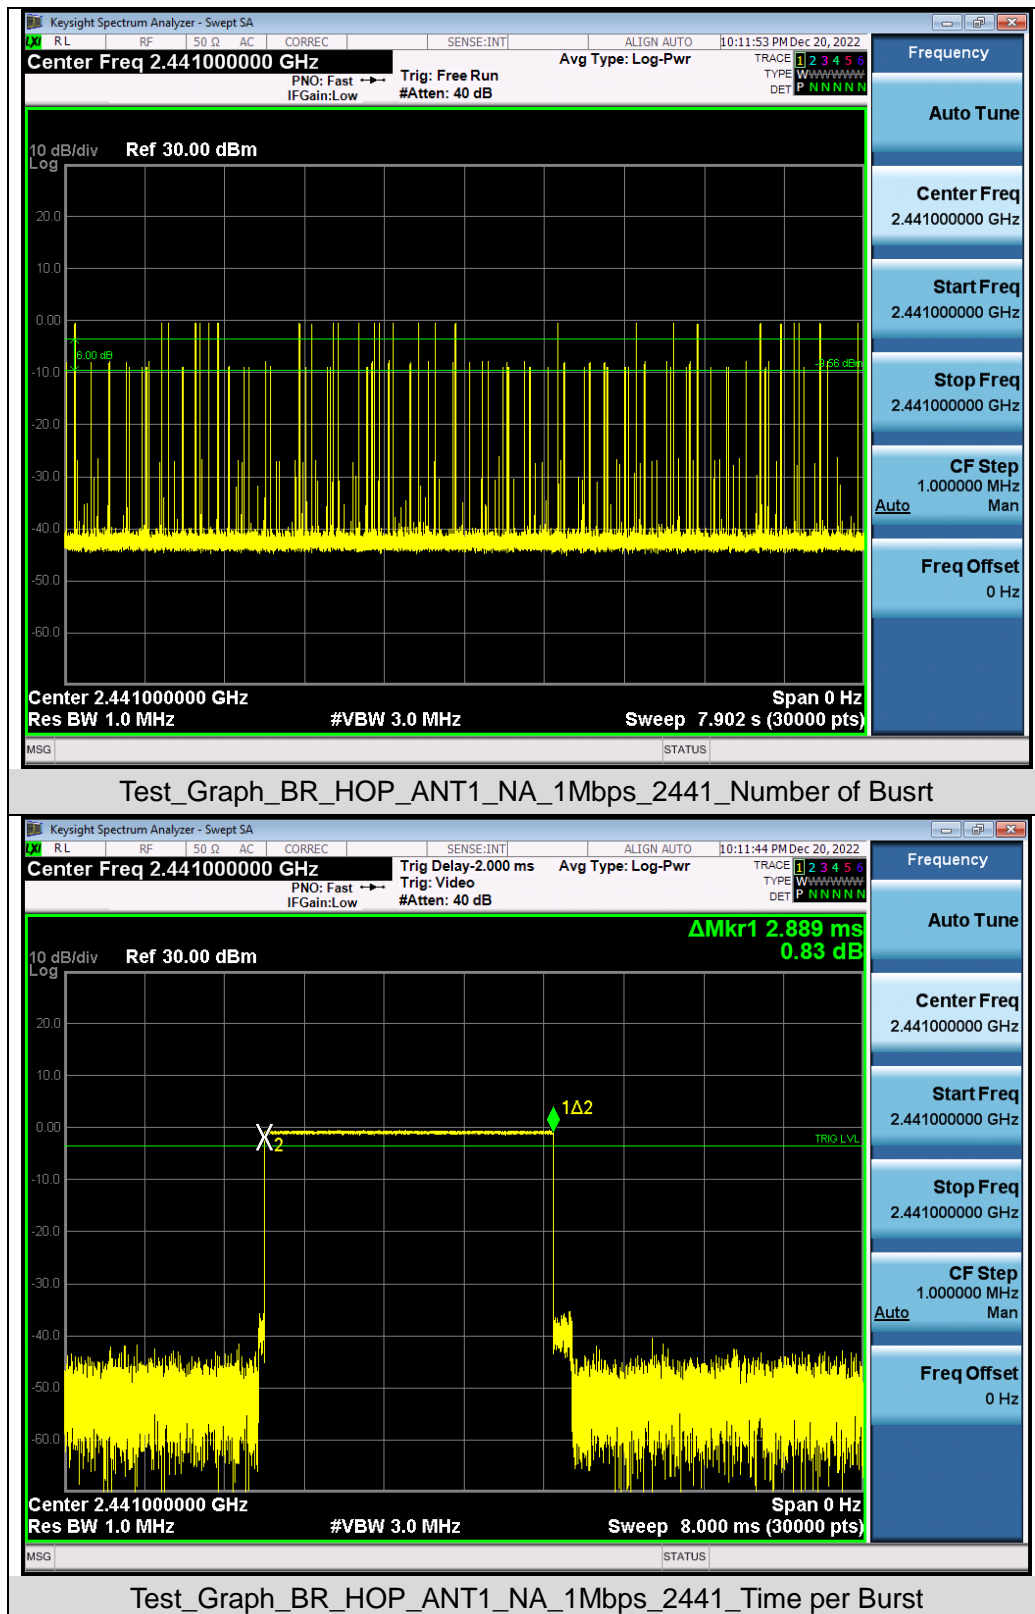 Keysight Spectrum Analyzer - Swept SA
LXI RL RF 50 Ω AC CORREC SENSE:INT ALIGN AUTO 10:11:53 PM Dec 20, 2022
Center Freq 2.441000000 GHz
PNO: Fast
IFGain:Low
Trig: Free Run
#Atten: 40 dB
Avg Type: Log-Pwr
TRACE 1 2 3 4 5 6
TYPE WWWWWW
DET P N N N N N
10 dB/div Ref 30.00 dBm
Log
20.0
10.0
0.00
6.00 dB
-9.56 dBm
-10.0
-20.0
-30.0
-40.0
-50.0
-60.0
Center 2.441000000 GHz Span 0 Hz
Res BW 1.0 MHz #VBW 3.0 MHz Sweep 7.902 s (30000 pts)
MSG STATUS
Frequency
Auto Tune
Center Freq
2.441000000 GHz
Start Freq
2.441000000 GHz
Stop Freq
2.441000000 GHz
CF Step
1.000000 MHz
Auto Man
Freq Offset
0 Hz
Test_Graph_BR_HOP_ANT1_NA_1Mbps_2441_Number of Busrt
Keysight Spectrum Analyzer - Swept SA
LXI RL RF 50 Ω AC CORREC SENSE:INT ALIGN AUTO 10:11:44 PM Dec 20, 2022
Center Freq 2.441000000 GHz
PNO: Fast
IFGain:Low
Trig Delay-2.000 ms
Trig: Video
#Atten: 40 dB
Avg Type: Log-Pwr
TRACE 1 2 3 4 5 6
TYPE WWWWWW
DET P N N N N N
ΔMkr1 2.889 ms
0.83 dB
10 dB/div Ref 30.00 dBm
Log
20.0
10.0
1Δ2
0.00
2
TRIG LVL
-10.0
-20.0
-30.0
-40.0
-50.0
-60.0
Center 2.441000000 GHz Span 0 Hz
Res BW 1.0 MHz #VBW 3.0 MHz Sweep 8.000 ms (30000 pts)
MSG STATUS
Frequency
Auto Tune
Center Freq
2.441000000 GHz
Start Freq
2.441000000 GHz
Stop Freq
2.441000000 GHz
CF Step
1.000000 MHz
Auto Man
Freq Offset
0 Hz
Test_Graph_BR_HOP_ANT1_NA_1Mbps_2441_Time per Burst